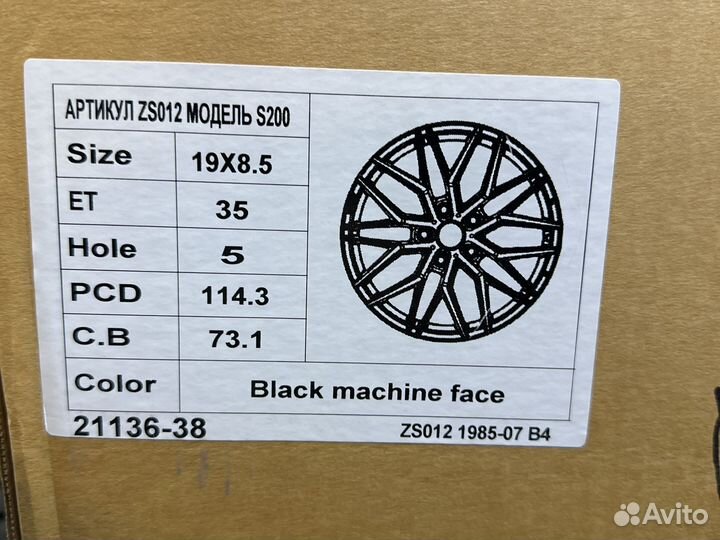 АРТИКУЛ ZS012 МОДЕЛЬ S200
Size 19X8.5
ET 35
Hole 5
PCD 114.3
C.B 73.1
Color Black machine face
21136-38 ZS012 1985-07 B4
Avito